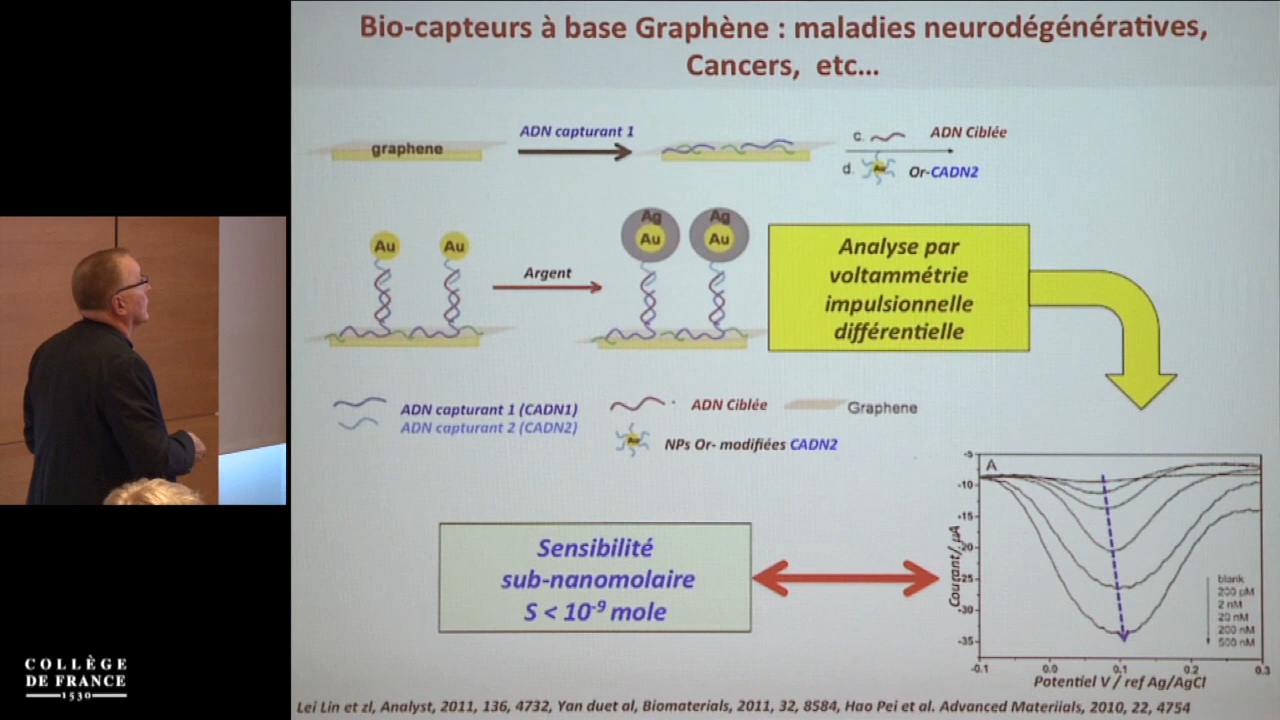 Bio-capteurs à base Graphène : maladies neurodégénératives,
Cancers, etc...
graphene
ADN capturant 1
c.
ADN Ciblée
d.
Au
Or-CADN2
Au
Au
Argent
Ag
Au
Ag
Au
Analyse par
voltammétrie
impulsionnelle
différentielle
ADN capturant 1 (CADN1)
ADN capturant 2 (CADN2)
ADN Ciblée
Graphene
Au
NPs Or- modifiées CADN2
Sensibilité
sub-nanomolaire
S < 10⁻⁹ mole
A
-5
-10
-15
-20
-25
-30
-35
Courant/ µA
blank
200 pM
2 nM
20 nM
200 nM
500 nM
-0.1
0.0
0.1
0.2
0.3
Potentiel V / ref Ag/AgCl
COLLÈGE
DE FRANCE
1530
Lei Lin et zl, Analyst, 2011, 136, 4732, Yan duet al, Biomaterials, 2011, 32, 8584, Hao Pei et al. Advanced Materiials, 2010, 22, 4754